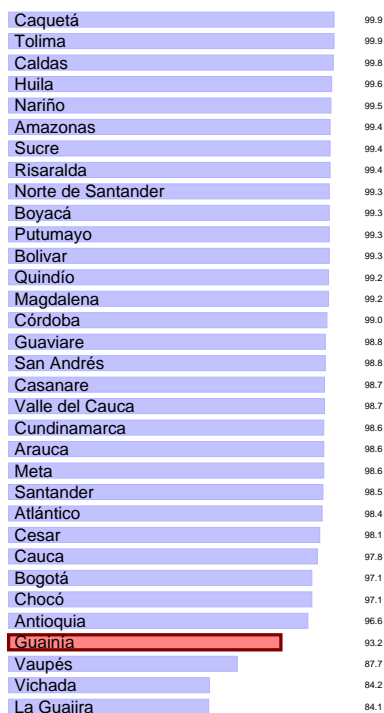 Caquetá 99.9
Tolima 99.9
Caldas 99.8
Huila 99.6
Nariño 99.5
Amazonas 99.4
Sucre 99.4
Risaralda 99.4
Norte de Santander 99.3
Boyacá 99.3
Putumayo 99.3
Bolivar 99.3
Quindío 99.2
Magdalena 99.2
Córdoba 99.0
Guaviare 98.8
San Andrés 98.8
Casanare 98.7
Valle del Cauca 98.7
Cundinamarca 98.6
Arauca 98.6
Meta 98.6
Santander 98.5
Atlántico 98.4
Cesar 98.1
Cauca 97.8
Bogotá 97.1
Chocó 97.1
Antioquia 96.6
Guainía 93.2
Vaupés 87.7
Vichada 84.2
La Guajira 84.1